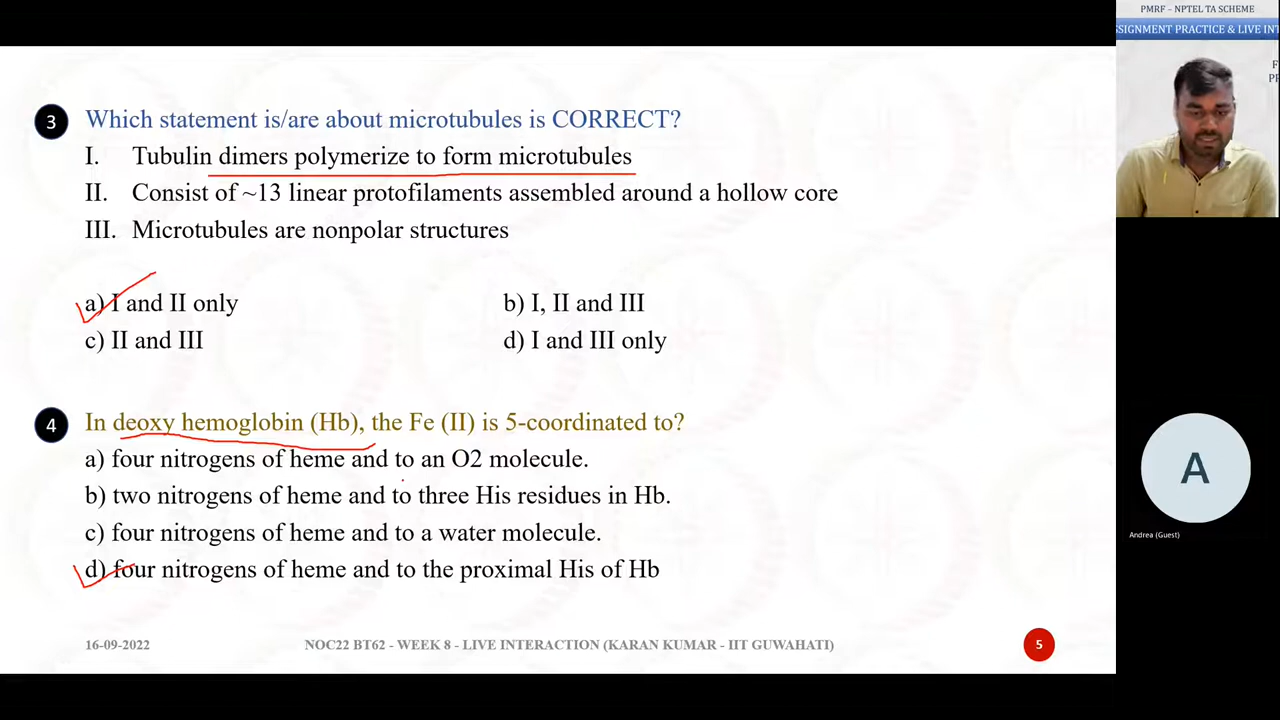 PMRF – NPTEL TA SCHEME
SSIGNMENT PRACTICE & LIVE INT
3
Which statement is/are about microtubules is CORRECT?
I. Tubulin dimers polymerize to form microtubules
II. Consist of ~13 linear protofilaments assembled around a hollow core
III. Microtubules are nonpolar structures
a) I and II only
b) I, II and III
c) II and III
d) I and III only
4
In deoxy hemoglobin (Hb), the Fe (II) is 5-coordinated to?
a) four nitrogens of heme and to an O2 molecule.
b) two nitrogens of heme and to three His residues in Hb.
c) four nitrogens of heme and to a water molecule.
d) four nitrogens of heme and to the proximal His of Hb
16-09-2022
NOC22 BT62 - WEEK 8 - LIVE INTERACTION (KARAN KUMAR - IIT GUWAHATI)
5
A
Andrea (Guest)